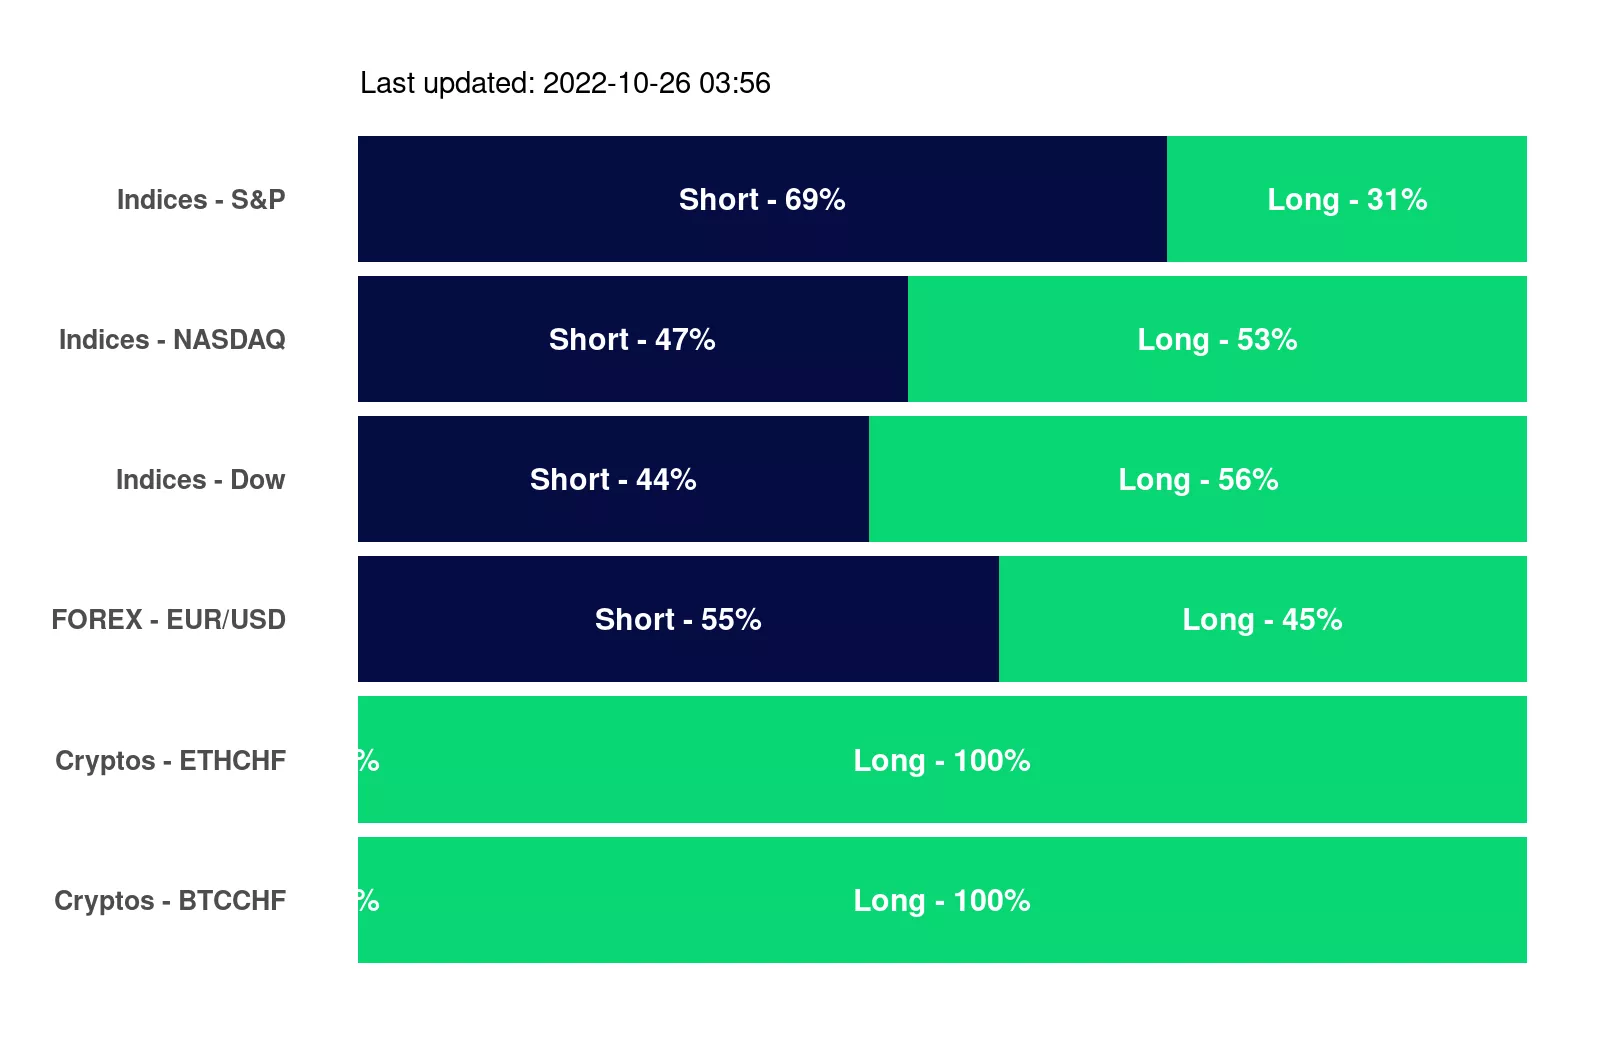 Last updated: 2022-10-26 03:56
Indices - S&P Short - 69% Long - 31%
Indices - NASDAQ Short - 47% Long - 53%
Indices - Dow Short - 44% Long - 56%
FOREX - EUR/USD Short - 55% Long - 45%
Cryptos - ETHCHF % Long - 100%
Cryptos - BTCCHF % Long - 100%